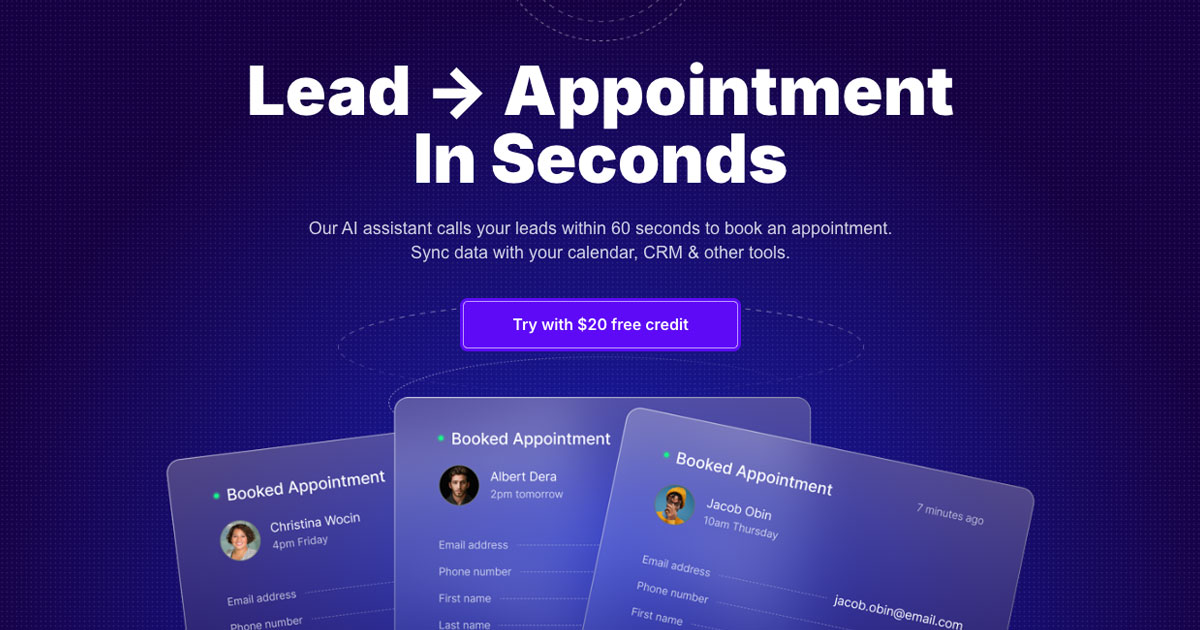 Lead → Appointment
In Seconds
Our AI assistant calls your leads within 60 seconds to book an appointment.
Sync data with your calendar, CRM & other tools.
Try with $20 free credit
Booked Appointment
Christina Wocin
4pm Friday
Email address
Phone number
Booked Appointment
Albert Dera
2pm tomorrow
Email address
Phone number
First name
Last name
Booked Appointment
7 minutes ago
Jacob Obin
10am Thursday
Email address
jacob.obin@email.com
Phone number
First name